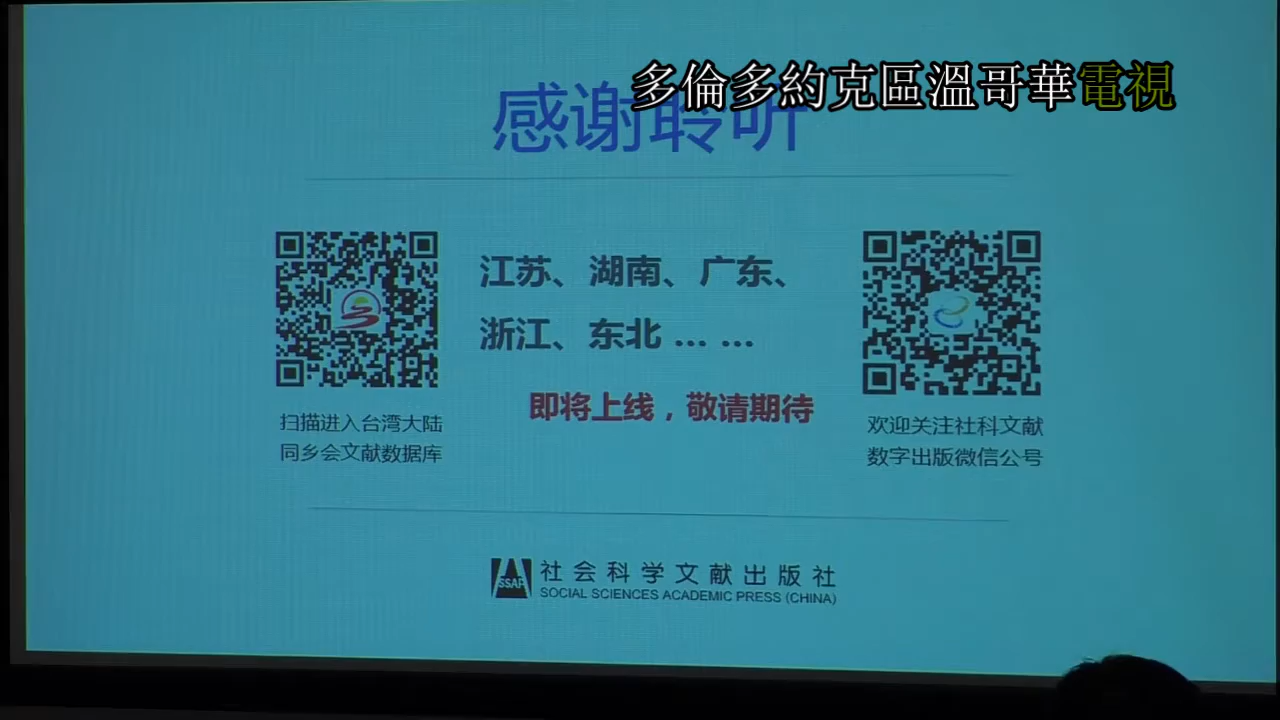 多倫多約克區溫哥華電視
感谢聆听
江苏、湖南、广东、
浙江、东北 ... ...
即将上线，敬请期待
扫描进入台湾大陆
同乡会文献数据库
欢迎关注社科文献
数字出版微信公号
SSAP
社会科学文献出版社
SOCIAL SCIENCES ACADEMIC PRESS (CHINA)